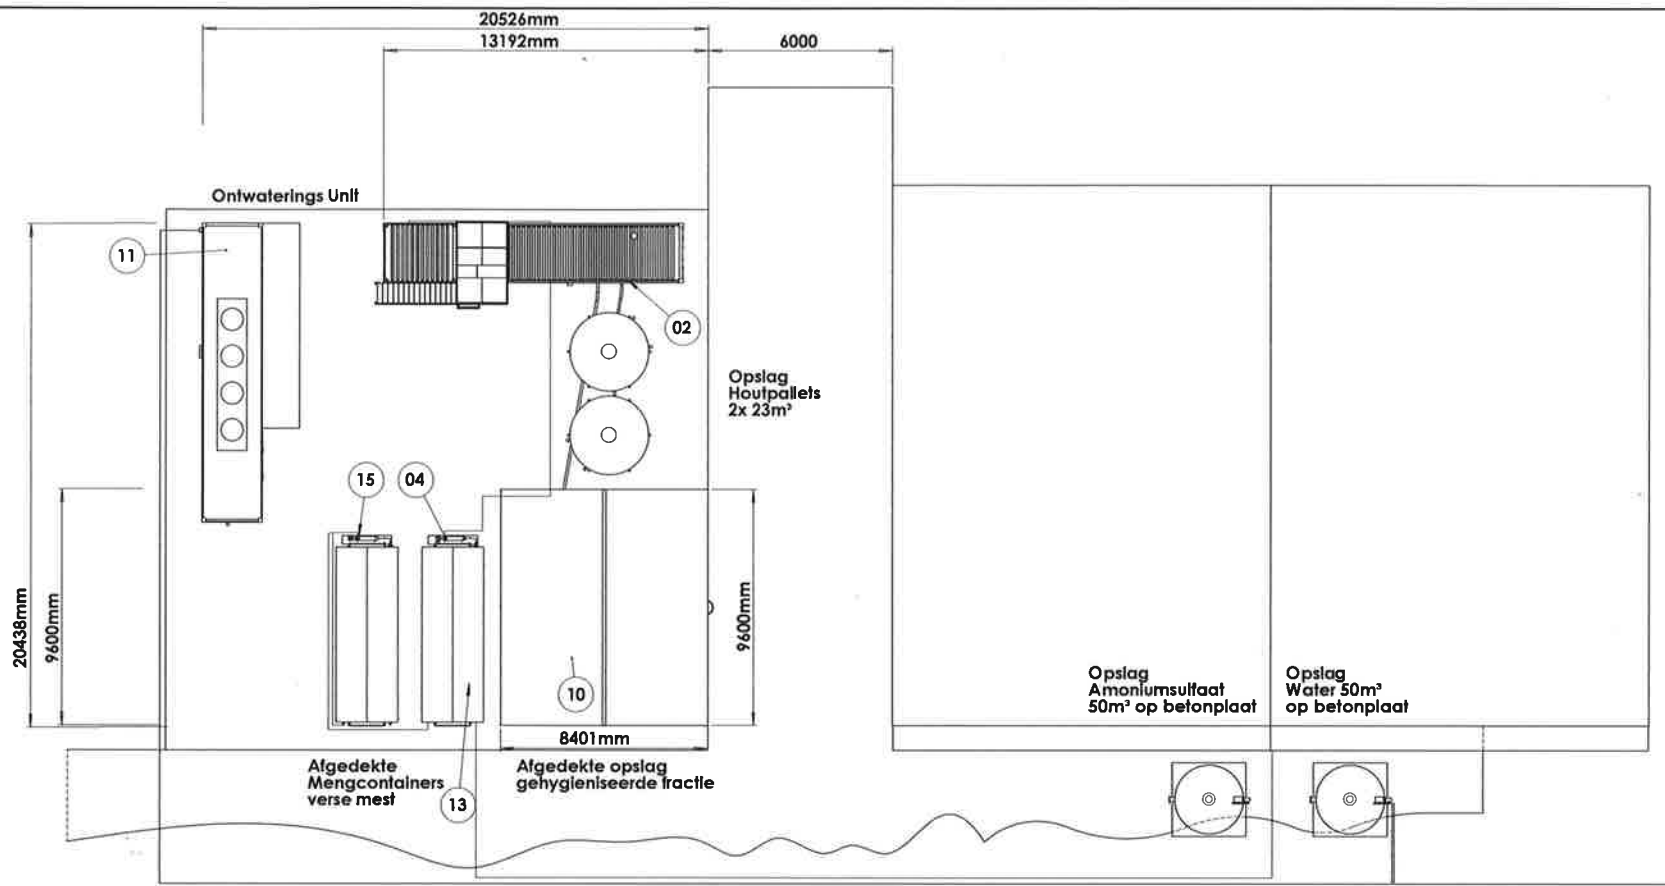 20526mm
13192mm
6000
Ontwaterings Unit
11
02
Opslag
Houtpallets
2x 23m³
15
04
20438mm
9600mm
9600mm
10
Opslag
Amoniumsulfaat
50m³ op betonplaat
Opslag
Water 50m³
op betonplaat
8401mm
Afgedekte
Mengcontainers
verse mest
13
Afgedekte opslag
gehygieniseerde fractie